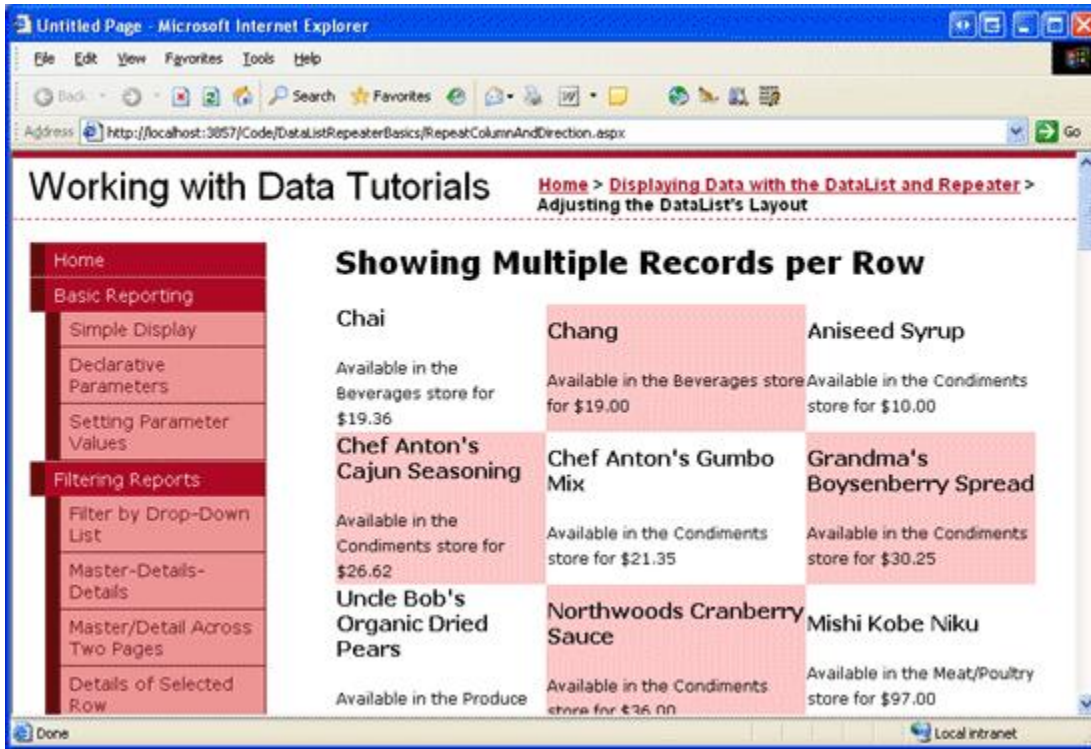 Untitled Page - Microsoft Internet Explorer
File Edit View Favorites Tools Help
Back Search Favorites
Address http://localhost:3857/Code/DataListRepeaterBasics/RepeatColumnAndDirection.aspx Go
Working with Data Tutorials
Home > Displaying Data with the DataList and Repeater >
Adjusting the DataList's Layout
Home
Basic Reporting
Simple Display
Declarative
Parameters
Setting Parameter
Values
Filtering Reports
Filter by Drop-Down
List
Master-Details-
Details
Master/Detail Across
Two Pages
Details of Selected
Row
Showing Multiple Records per Row
Chai
Available in the
Beverages store for
$19.36
Chang
Available in the Beverages store
for $19.00
Aniseed Syrup
Available in the Condiments
store for $10.00
Chef Anton's
Cajun Seasoning
Available in the
Condiments store for
$26.62
Chef Anton's Gumbo
Mix
Available in the Condiments
store for $21.35
Grandma's
Boysenberry Spread
Available in the Condiments
store for $30.25
Uncle Bob's
Organic Dried
Pears
Available in the Produce
Northwoods Cranberry
Sauce
Available in the Condiments
store for $36.00
Mishi Kobe Niku
Available in the Meat/Poultry
store for $97.00
Done
Local intranet